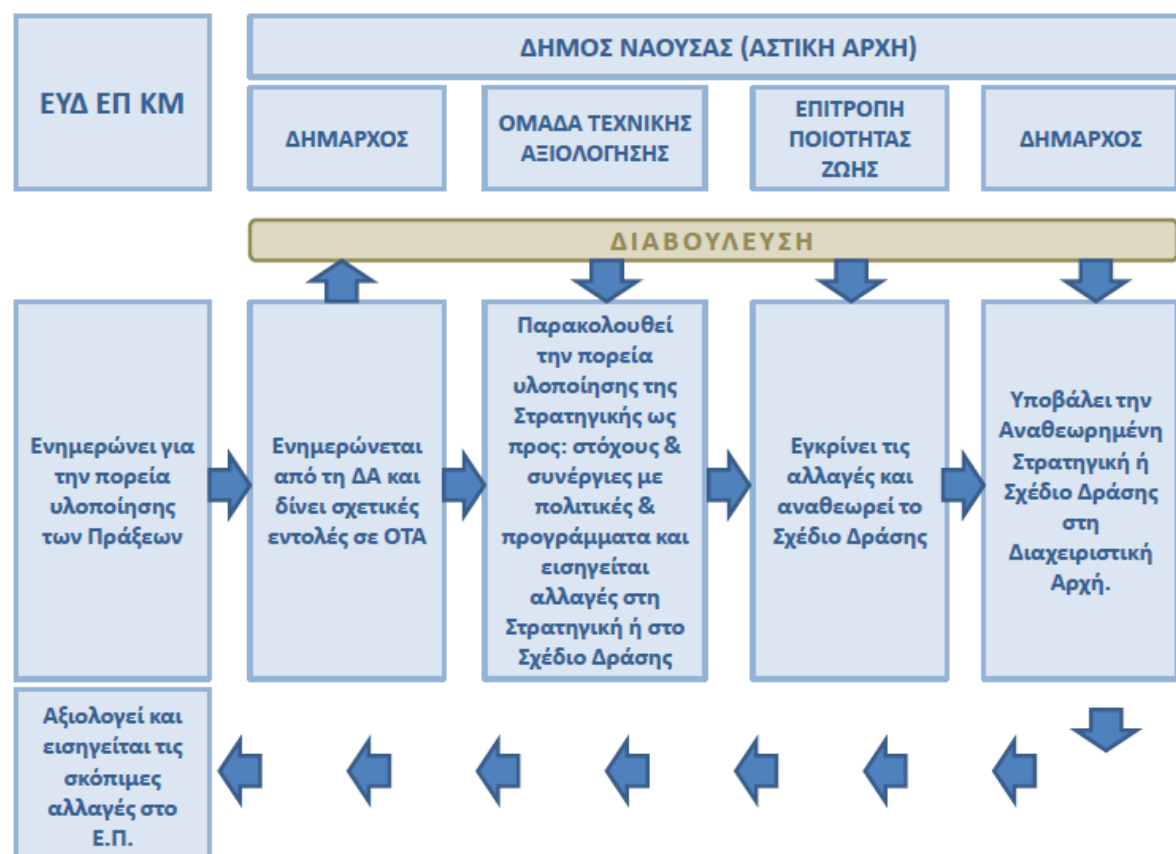 ΕΥΔ ΕΠ ΚΜ
ΔΗΜΟΣ ΝΑΟΥΣΑΣ (ΑΣΤΙΚΗ ΑΡΧΗ)
ΔΗΜΑΡΧΟΣ
ΟΜΑΔΑ ΤΕΧΝΙΚΗΣ
ΑΞΙΟΛΟΓΗΣΗΣ
ΕΠΙΤΡΟΠΗ
ΠΟΙΟΤΗΤΑΣ
ΖΩΗΣ
ΔΗΜΑΡΧΟΣ
ΔΙΑΒΟΥΛΕΥΣΗ
Ενημερώνει για
την πορεία
υλοποίησης
των Πράξεων
Ενημερώνεται
από τη ΔΑ και
δίνει σχετικές
εντολές σε ΟΤΑ
Παρακολουθεί
την πορεία
υλοποίησης της
Στρατηγικής ως
προς: στόχους &
συνέργιες με
πολιτικές &
προγράμματα και
εισηγείται
αλλαγές στη
Στρατηγική ή στο
Σχέδιο Δράσης
Εγκρίνει τις
αλλαγές και
αναθεωρεί το
Σχέδιο Δράσης
Υποβάλει την
Αναθεωρημένη
Στρατηγική ή
Σχέδιο Δράσης
στη
Διαχειριστική
Αρχή.
Αξιολογεί και
εισηγείται τις
σκόπιμες
αλλαγές στο
Ε.Π.